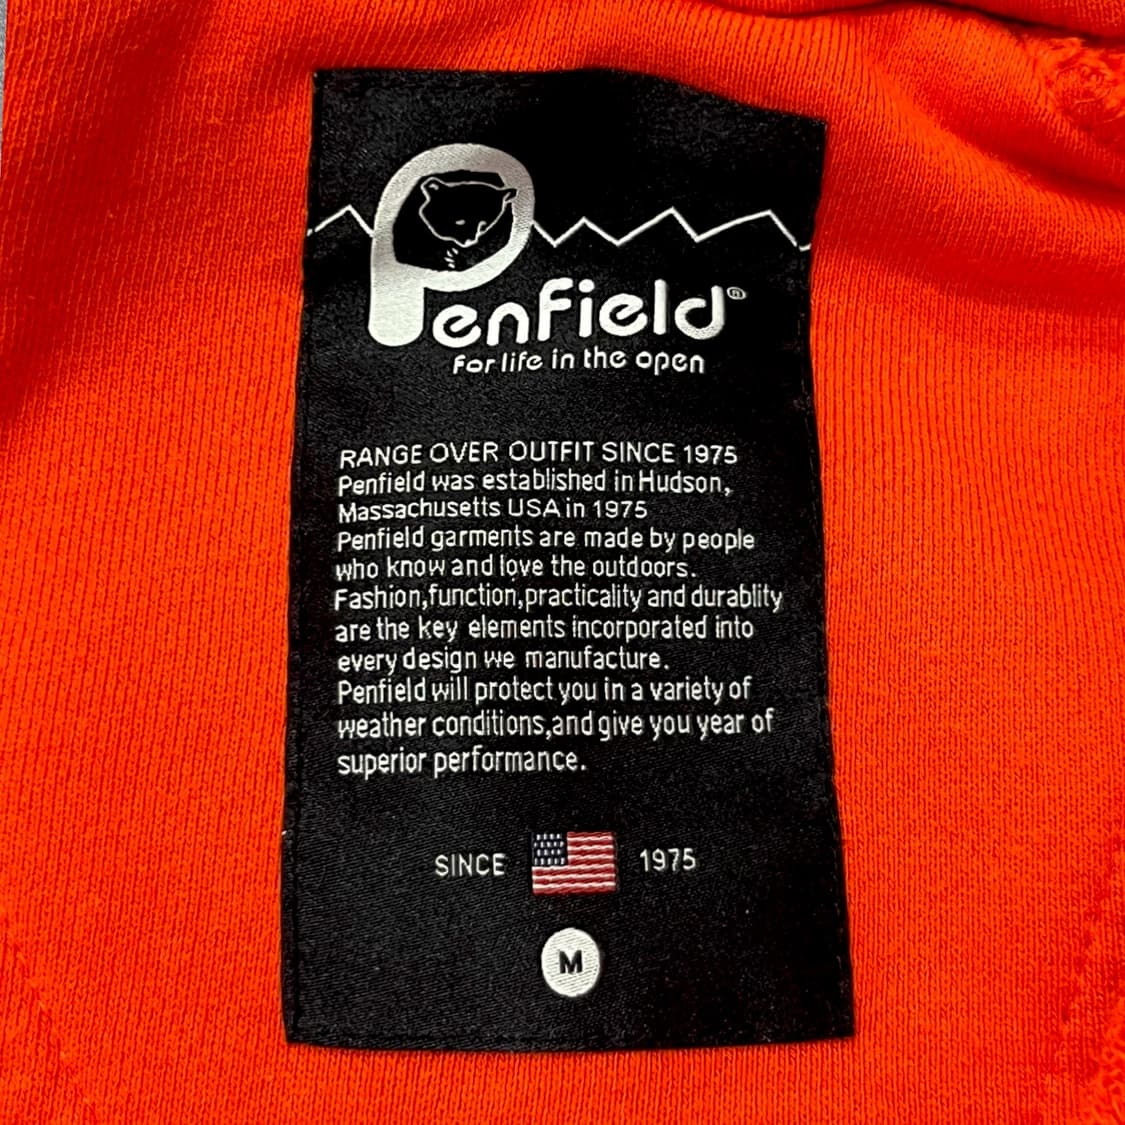 Penfield®
For life in the open
RANGE OVER OUTFIT SINCE 1975
Penfield was established in Hudson,
Massachusetts USA in 1975
Penfield garments are made by people
who know and love the outdoors.
Fashion,function,practicality and durablity
are the key elements incorporated into
every design we manufacture.
Penfield will protect you in a variety of
weather conditions,and give you year of
superior performance.
SINCE 1975
M